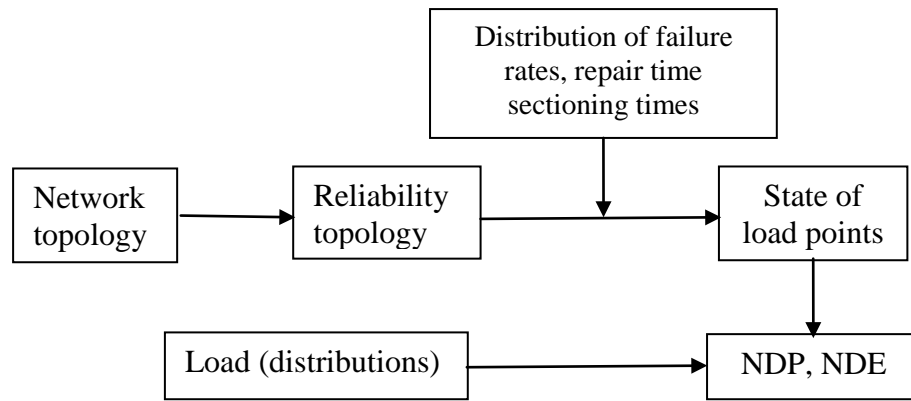 Distribution of failure
rates, repair time
sectioning times
Network
topology
Reliability
topology
State of
load points
Load (distributions)
NDP, NDE